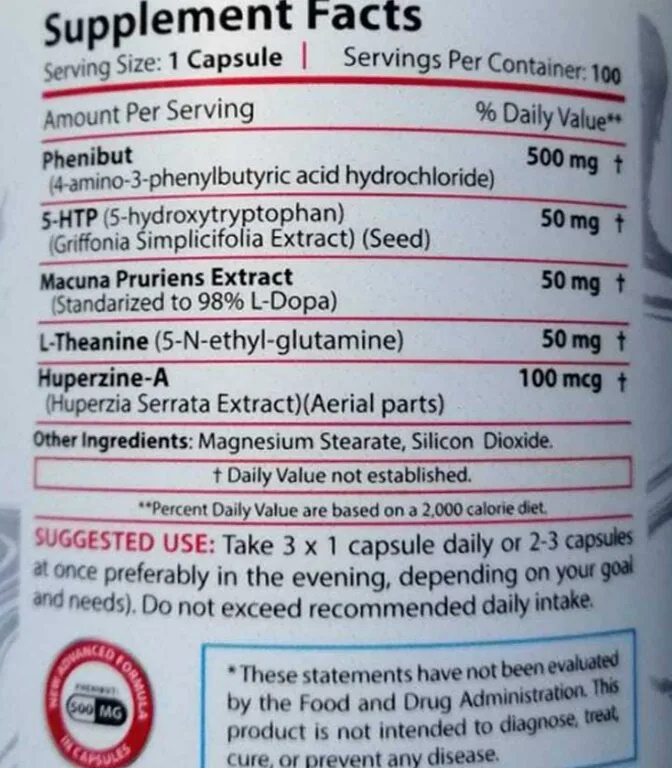 Supplement Facts
Serving Size: 1 Capsule | Servings Per Container: 100
Amount Per Serving % Daily Value**
Phenibut 500 mg †
(4-amino-3-phenylbutyric acid hydrochloride)
5-HTP (5-hydroxytryptophan) 50 mg †
(Griffonia Simplicifolia Extract) (Seed)
Macuna Pruriens Extract 50 mg †
(Standarized to 98% L-Dopa)
L-Theanine (5-N-ethyl-glutamine) 50 mg †
Huperzine-A 100 mcg †
(Huperzia Serrata Extract)(Aerial parts)
Other Ingredients: Magnesium Stearate, Silicon Dioxide.
† Daily Value not established.
**Percent Daily Value are based on a 2,000 calorie diet.
SUGGESTED USE: Take 3 x 1 capsule daily or 2-3 capsules
at once preferably in the evening, depending on your goal
and needs). Do not exceed recommended daily intake.
NEW ADVANCED FORMULA
PHENIBUT
500 MG
IN CAPSULES
*These statements have not been evaluated
by the Food and Drug Administration. This
product is not intended to diagnose, treat,
cure, or prevent any disease.